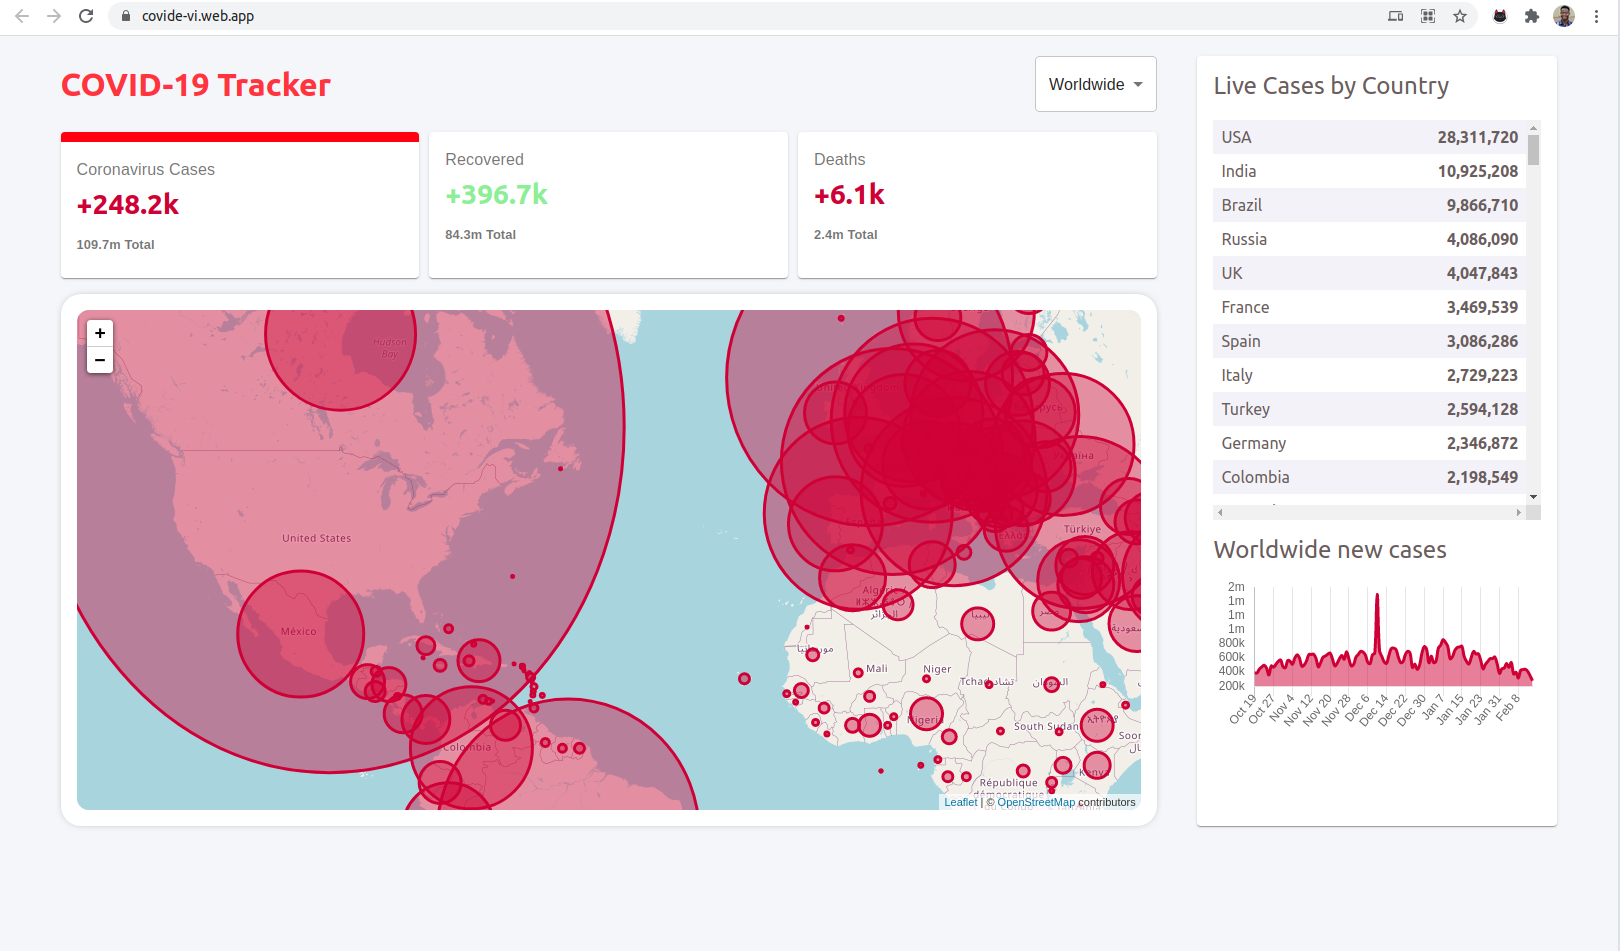 covide-vi.web.app
COVID-19 Tracker
Worldwide
Coronavirus Cases
+248.2k
109.7m Total
Recovered
+396.7k
84.3m Total
Deaths
+6.1k
2.4m Total
+
−
Hudson
Bay
United States
México
Colombia
Türkiye
Ελλάς
Algérie /
الجزائر
ليبيا
مصر
Mali
Niger
Tchad تشاد
السودان
Nigeria
South Sudan
Kenya
République
démocratique
Leaflet | © OpenStreetMap contributors
Live Cases by Country
USA 28,311,720
India 10,925,208
Brazil 9,866,710
Russia 4,086,090
UK 4,047,843
France 3,469,539
Spain 3,086,286
Italy 2,729,223
Turkey 2,594,128
Germany 2,346,872
Colombia 2,198,549
Worldwide new cases
2m
1m
1m
1m
800k
600k
400k
200k
Oct 19
Oct 27
Nov 4
Nov 12
Nov 20
Nov 28
Dec 6
Dec 14
Dec 22
Dec 30
Jan 7
Jan 15
Jan 23
Jan 31
Feb 8